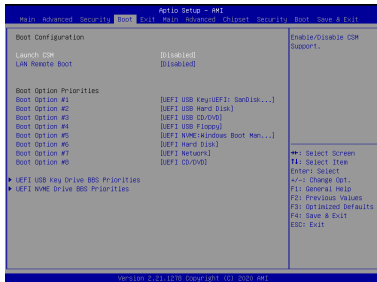 Aptio Setup - AMI
Main Advanced Security Boot Exit Main Advanced Chipset Security Boot Save & Exit
Boot Configuration
Launch CSM [Disabled]
LAN Remote Boot [Disabled]
Boot Option Priorities
Boot Option #1 [UEFI USB Key:UEFI: SanDisk...]
Boot Option #2 [UEFI USB Hard Disk]
Boot Option #3 [UEFI USB CD/DVD]
Boot Option #4 [UEFI USB Floppy]
Boot Option #5 [UEFI NVME:Windows Boot Man...]
Boot Option #6 [UEFI Hard Disk]
Boot Option #7 [UEFI Network]
Boot Option #8 [UEFI CD/DVD]
UEFI USB Key Drive BBS Priorities
UEFI NVME Drive BBS Priorities
Enable/Disable CSM
Support.
→←: Select Screen
↑↓: Select Item
Enter: Select
+/-: Change Opt.
F1: General Help
F2: Previous Values
F3: Optimized Defaults
F4: Save & Exit
ESC: Exit
Version 2.21.1278 Copyright (C) 2020 AMI